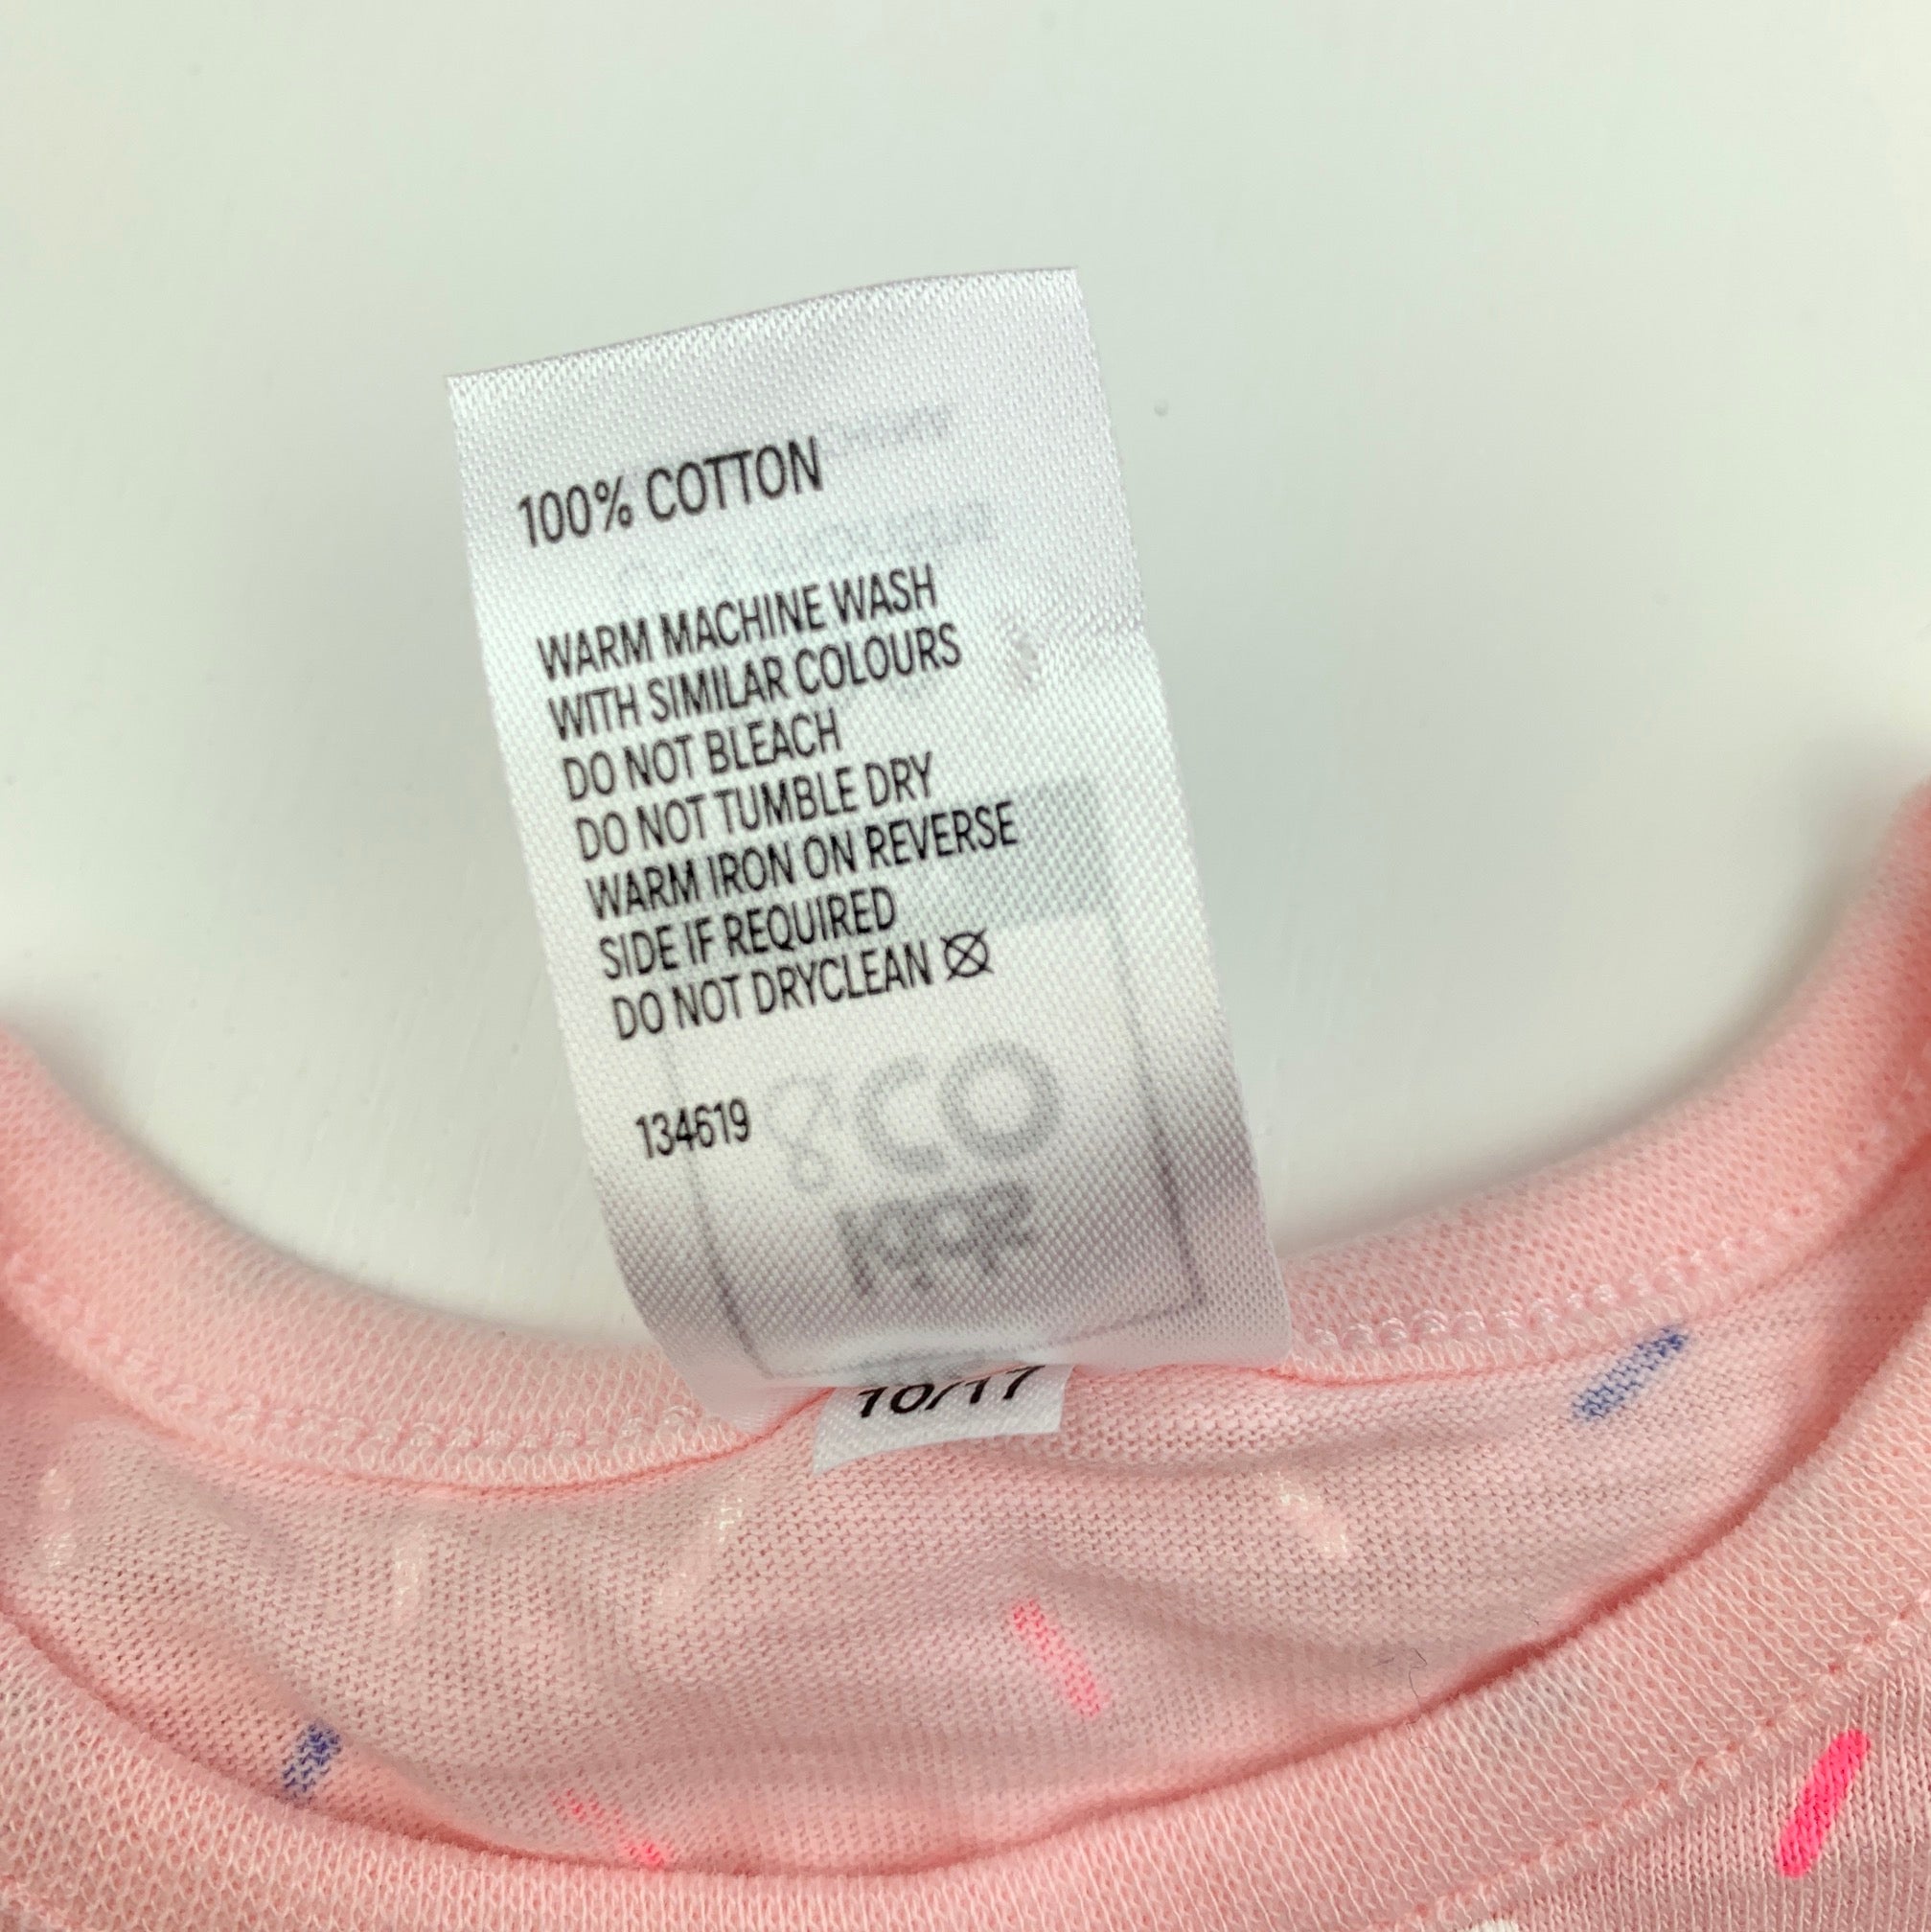 100% COTTON
WARM MACHINE WASH
WITH SIMILAR COLOURS
DO NOT BLEACH
DO NOT TUMBLE DRY
WARM IRON ON REVERSE
SIDE IF REQUIRED
DO NOT DRYCLEAN
134619
10/17